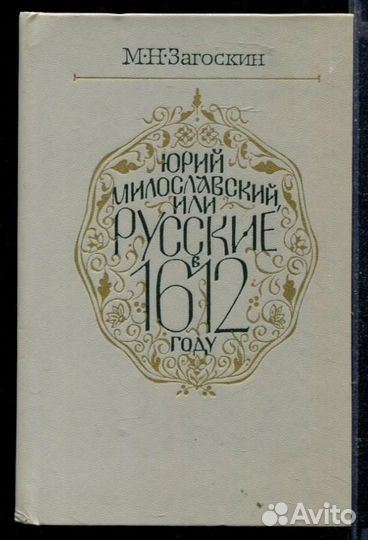 М·Н·Загоскин
ЮРИЙ
МИЛОСЛАВСКИЙ,
ИЛИ
РУССКИЕ
В
1612
ГОДУ
Avito